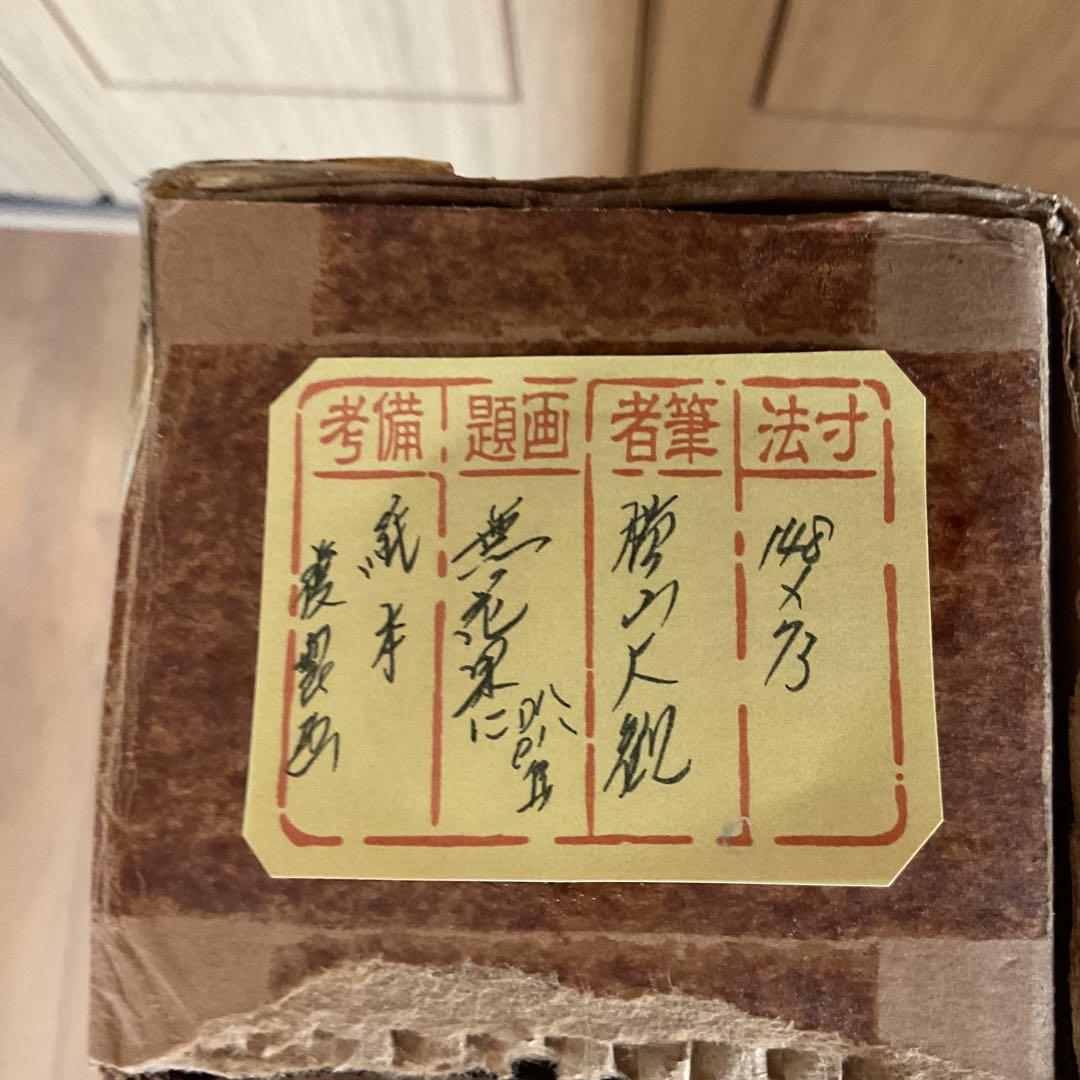 寸法
148×73
筆者
横山大観
画題
無花果に
備考
紙本
複製画